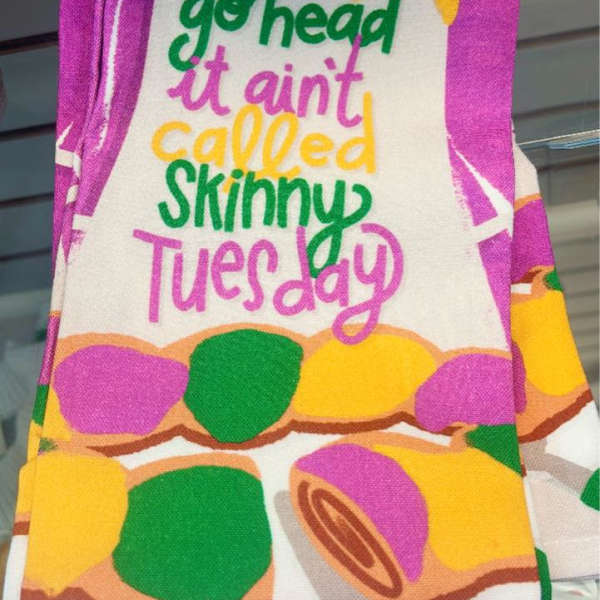 go head
it ain't
called
Skinny
Tuesday